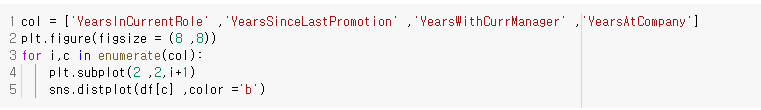 1 col = ['YearsInCurrentRole' ,'YearsSinceLastPromotion' ,'YearsWithCurrManager' ,'YearsAtCompany']
2 plt.figure(figsize = (8 ,8))
3 for i,c in enumerate(col):
4     plt.subplot(2 ,2,i+1)
5     sns.distplot(df[c] ,color ='b')